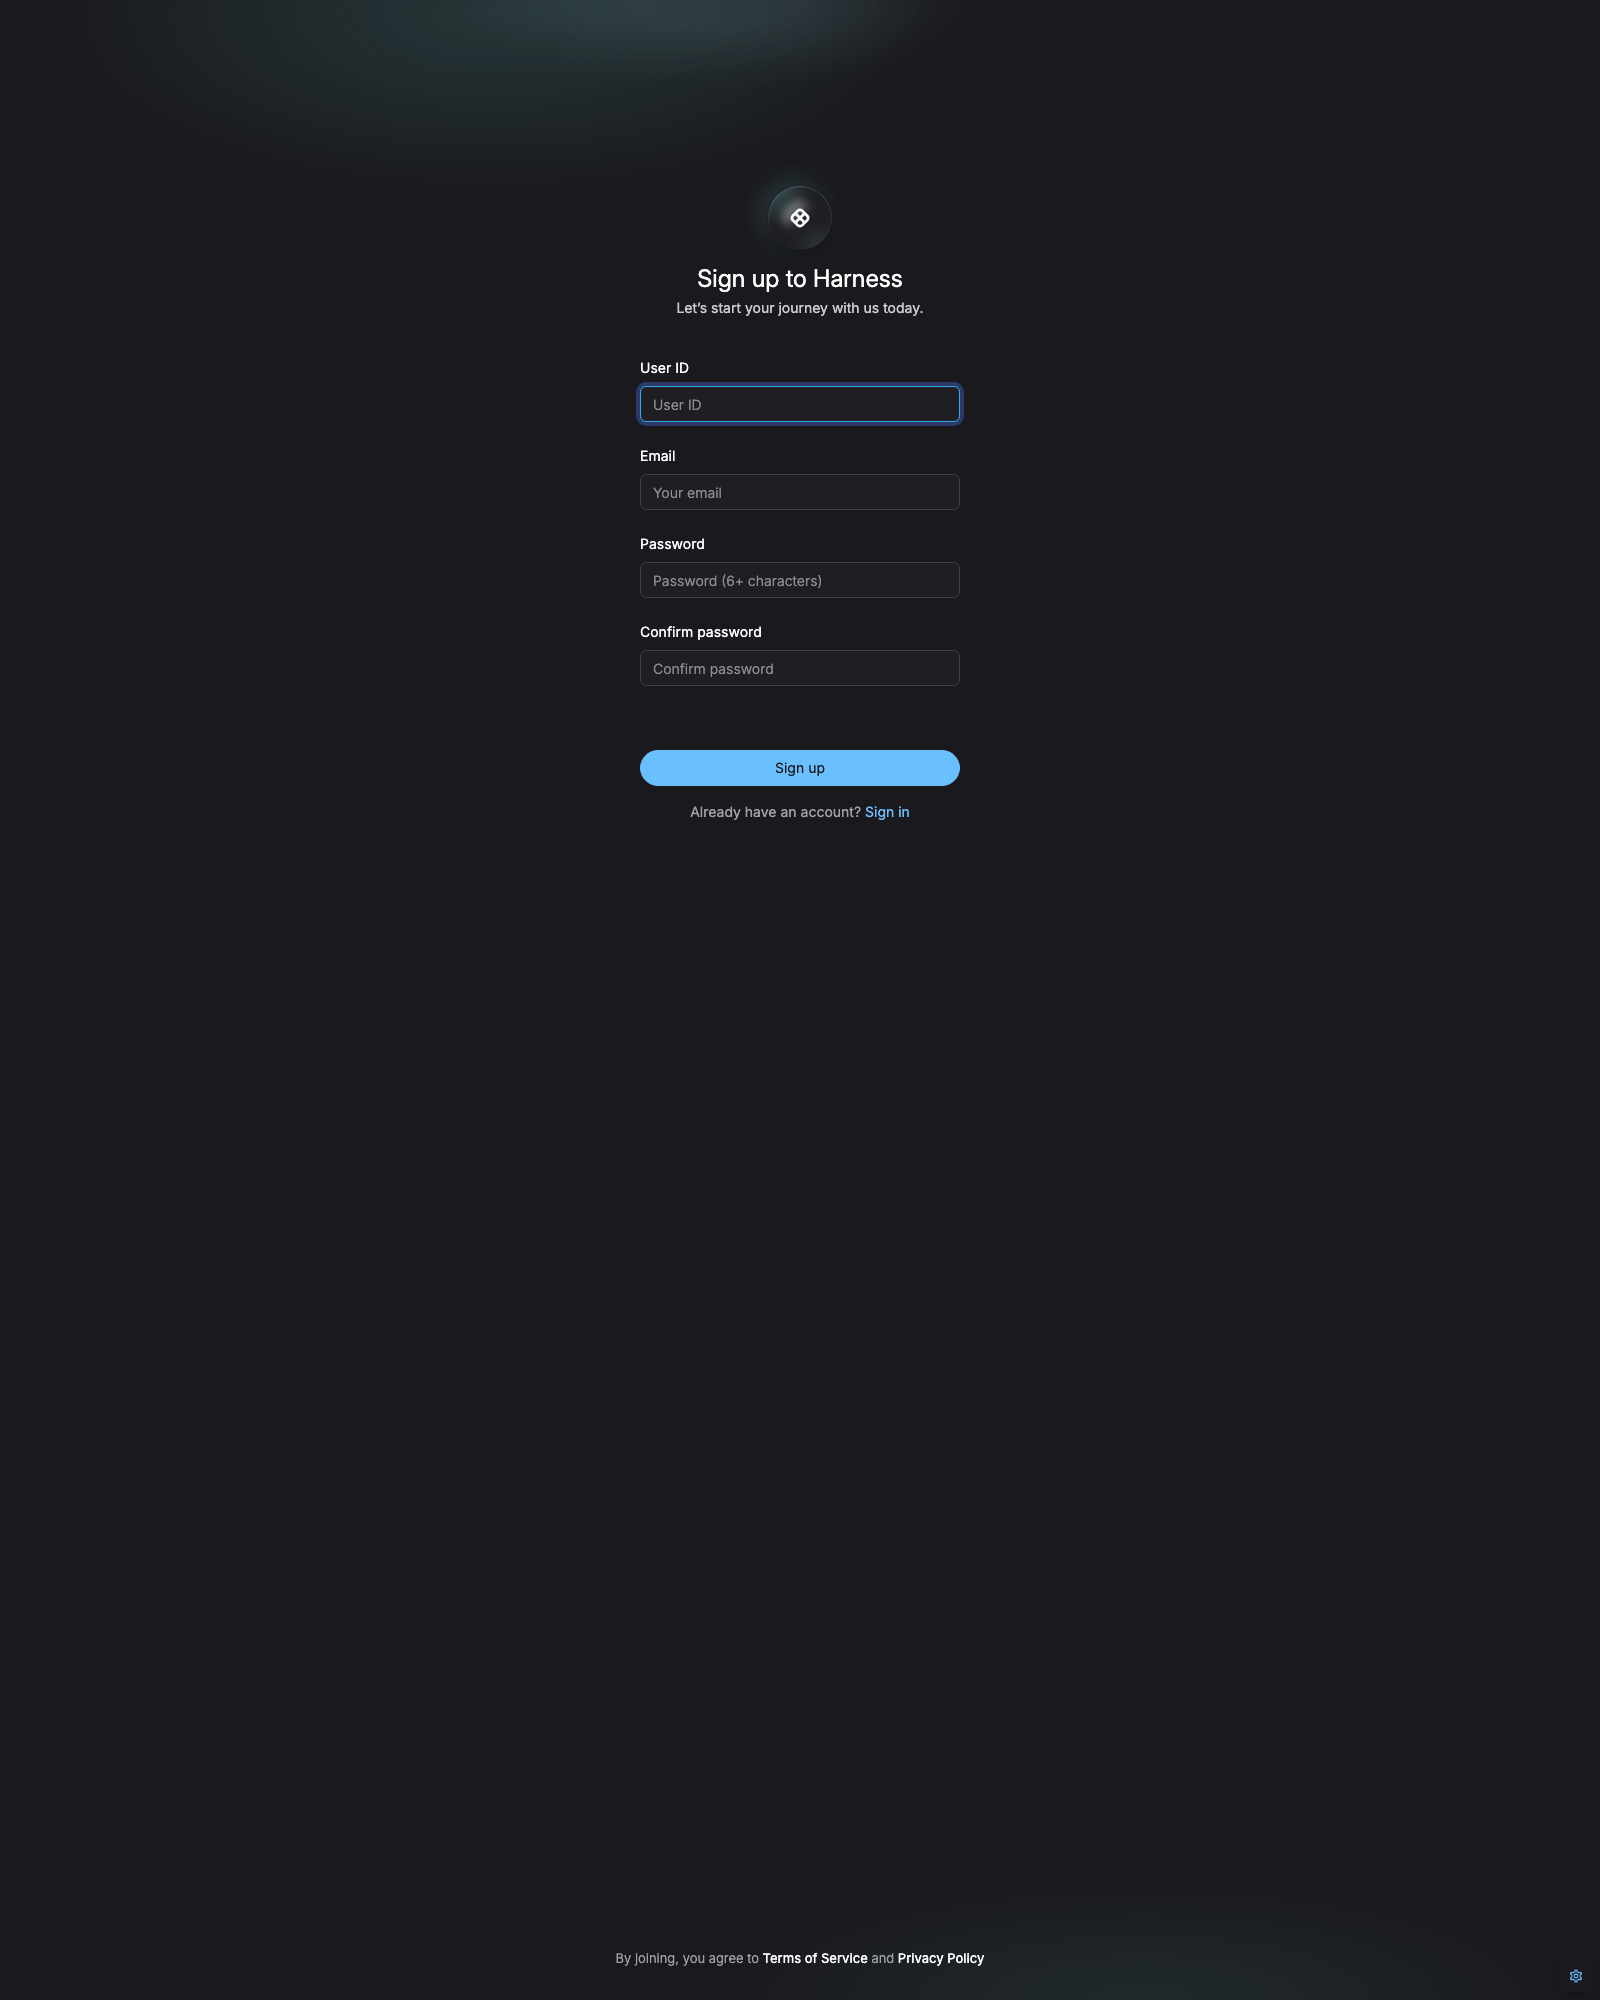 Sign up to Harness
Let’s start your journey with us today.
User ID
User ID
Email
Your email
Password
Password (6+ characters)
Confirm password
Confirm password
Sign up
Already have an account? Sign in
By joining, you agree to Terms of Service and Privacy Policy